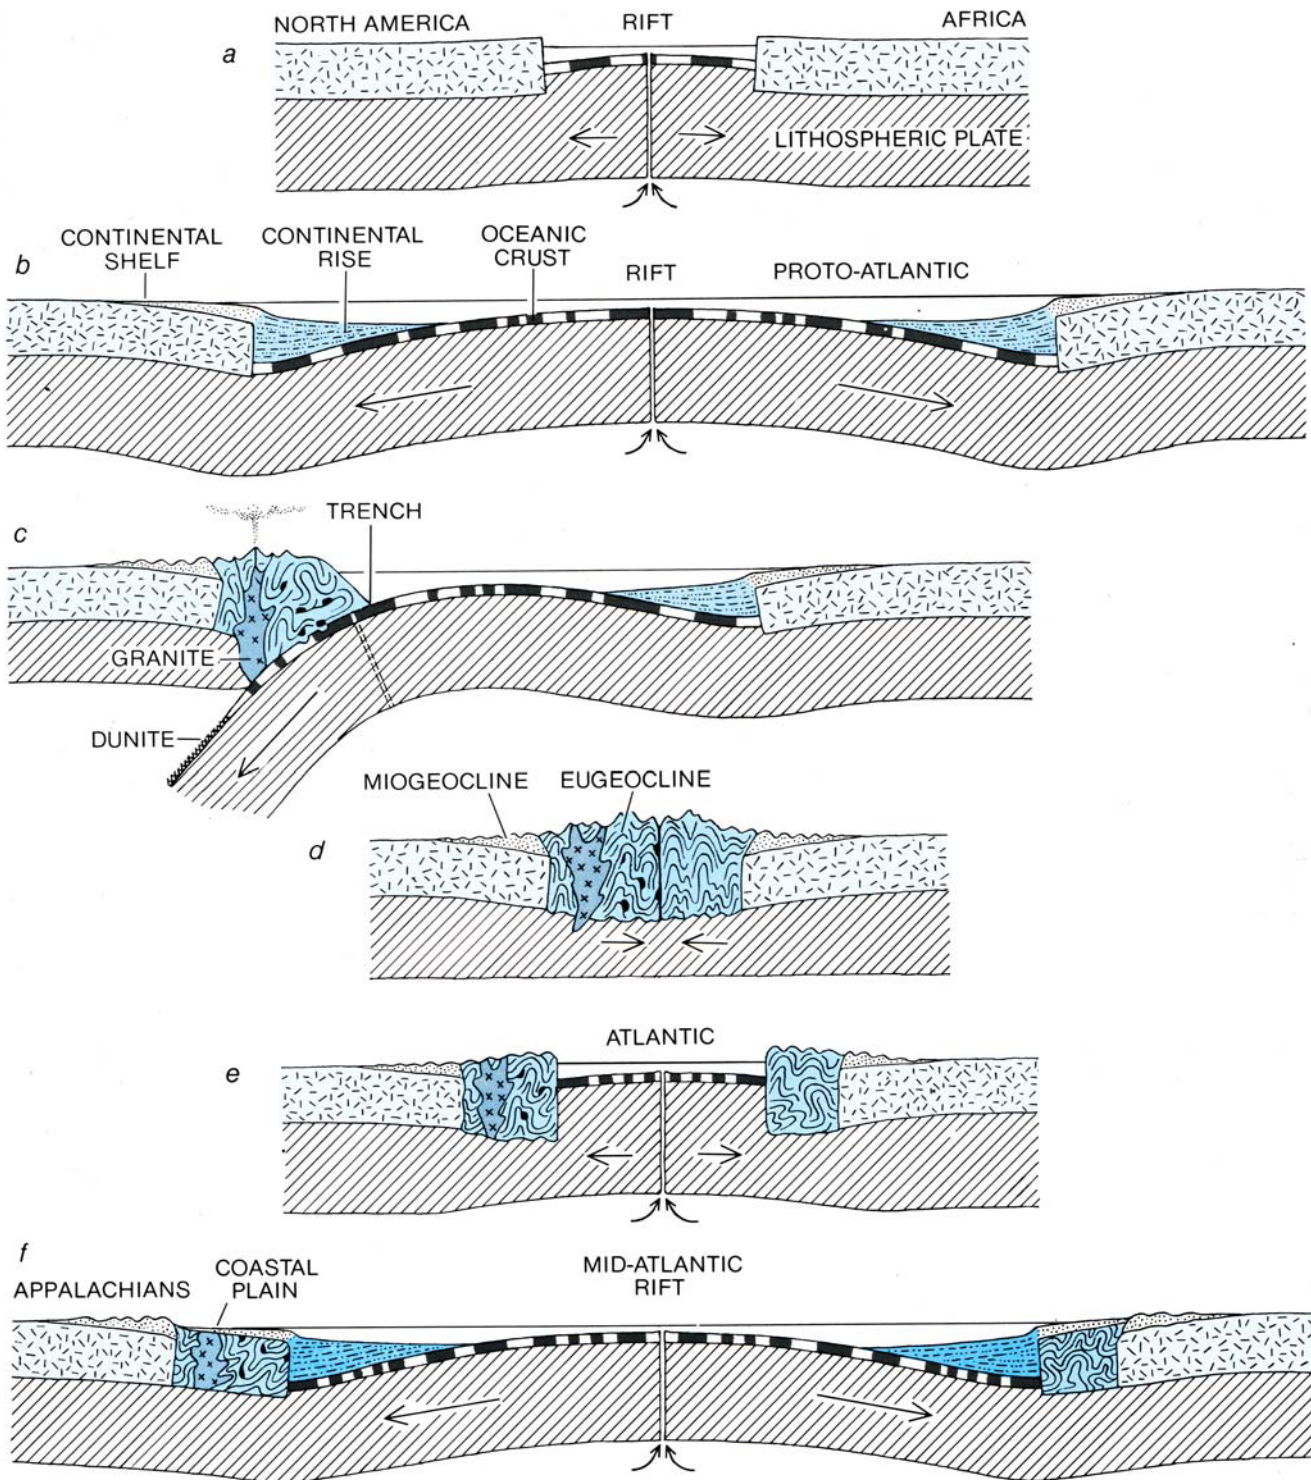 NORTH AMERICA
RIFT
AFRICA
a
LITHOSPHERIC PLATE
b
CONTINENTAL
SHELF
CONTINENTAL
RISE
OCEANIC
CRUST
RIFT
PROTO-ATLANTIC
c
TRENCH
GRANITE
DUNITE
MIOGEOCLINE
EUGEOCLINE
d
ATLANTIC
e
f
APPALACHIANS
COASTAL
PLAIN
MID-ATLANTIC
RIFT